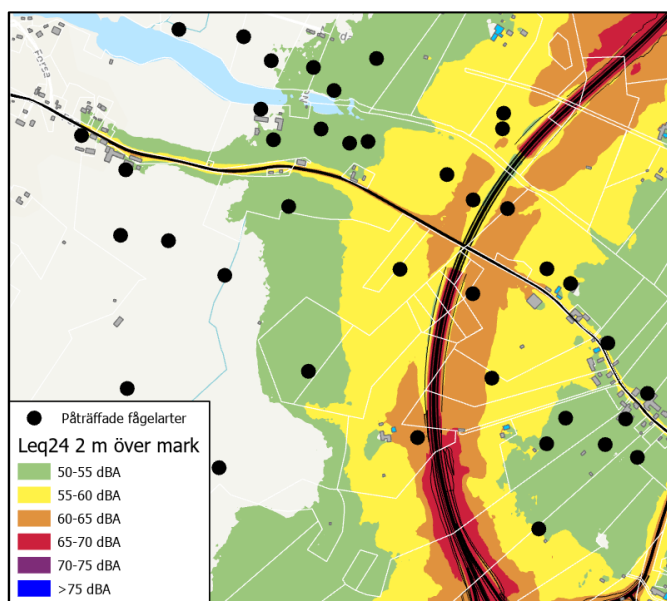 Forsa
Påträffade fågelarter
Leq24 2 m över mark
50-55 dBA
55-60 dBA
60-65 dBA
65-70 dBA
70-75 dBA
>75 dBA